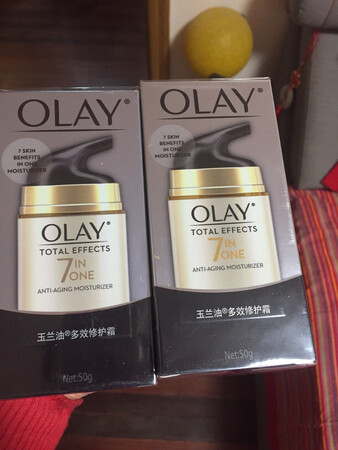 OLAY®
7 SKIN
BENEFITS
IN ONE
MOISTURIZER
OLAY®
TOTAL EFFECTS
7 IN
ONE
ANTI-AGING MOISTURIZER
玉兰油®多效修护霜
Net:50g
OLAY®
7 SKIN
BENEFITS
IN ONE
MOISTURIZER
OLAY®
TOTAL EFFECTS
7 IN
ONE
ANTI-AGING MOISTURIZER
玉兰油®多效修护霜
Net:50g